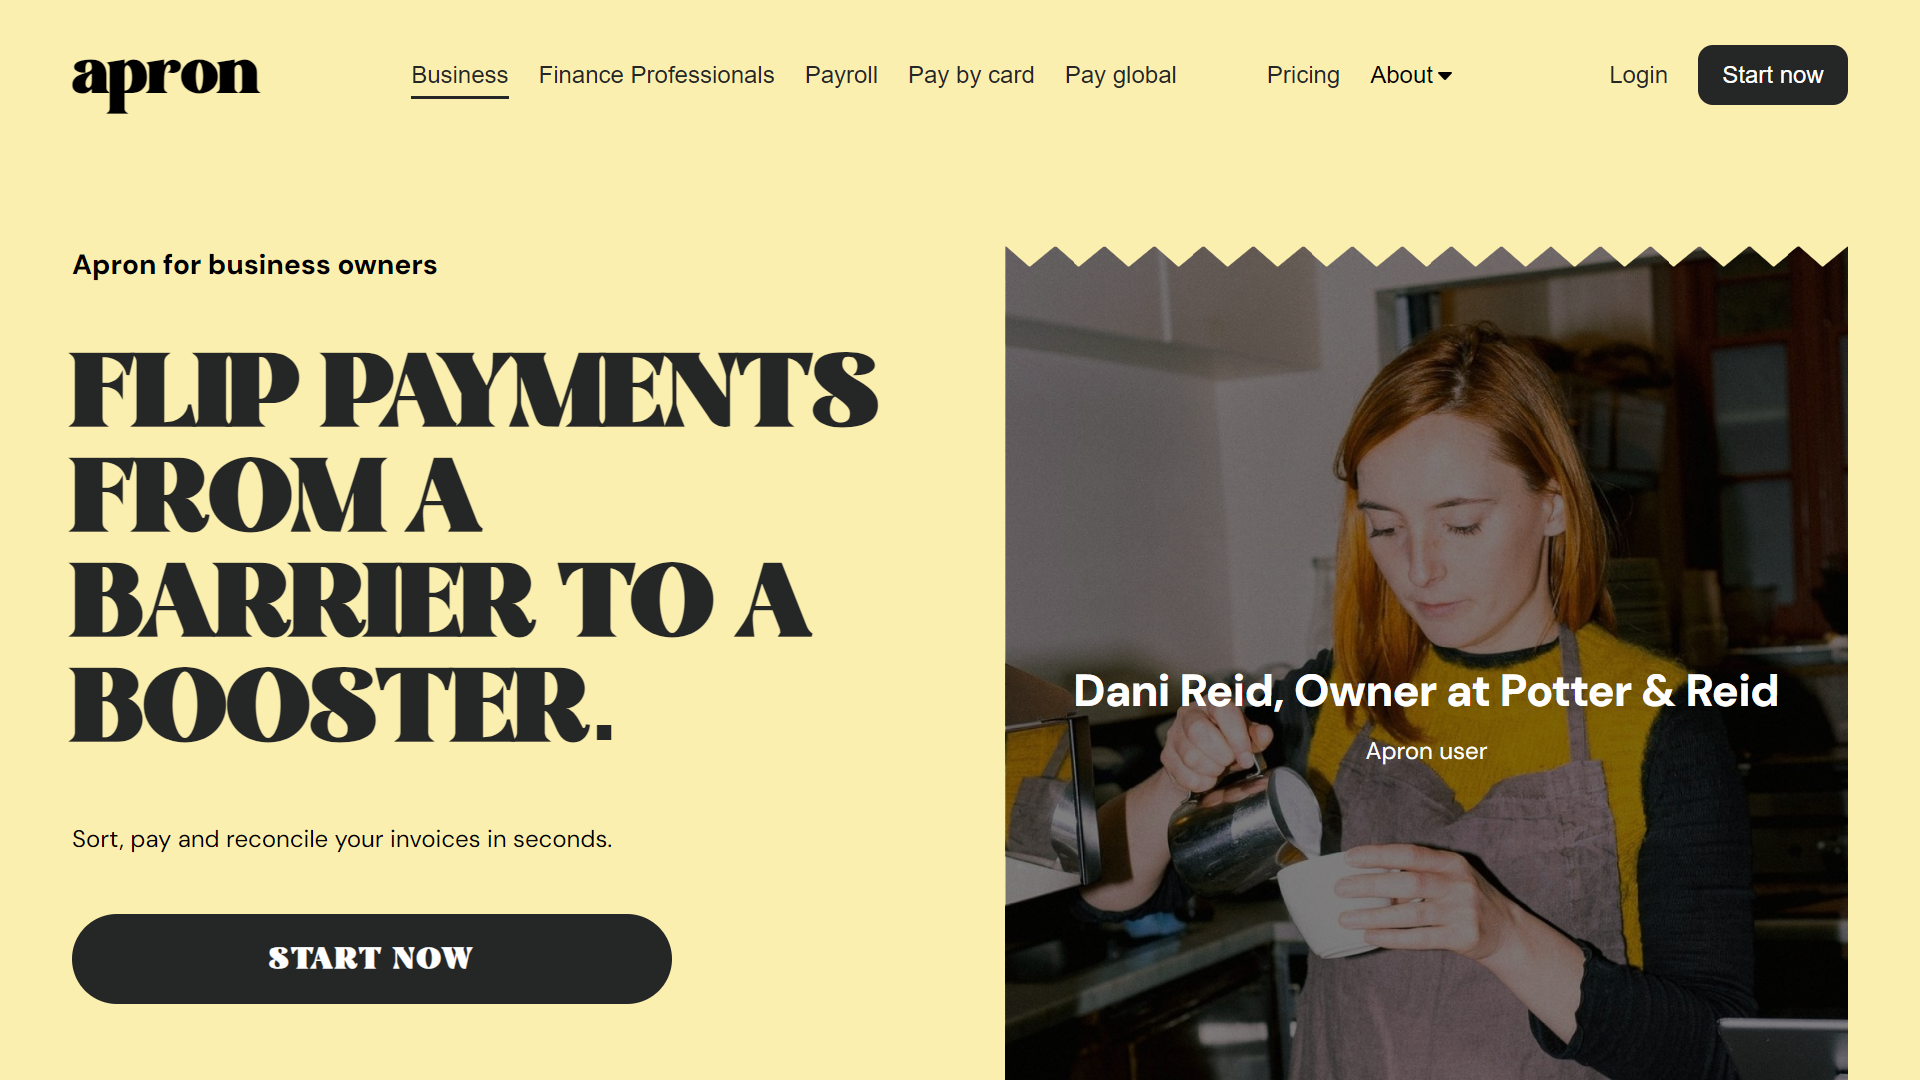 apron
Business Finance Professionals Payroll Pay by card Pay global Pricing About Login Start now
Apron for business owners
FLIP PAYMENTS
FROM A
BARRIER TO A
BOOSTER.
Sort, pay and reconcile your invoices in seconds.
START NOW
Dani Reid, Owner at Potter & Reid
Apron user